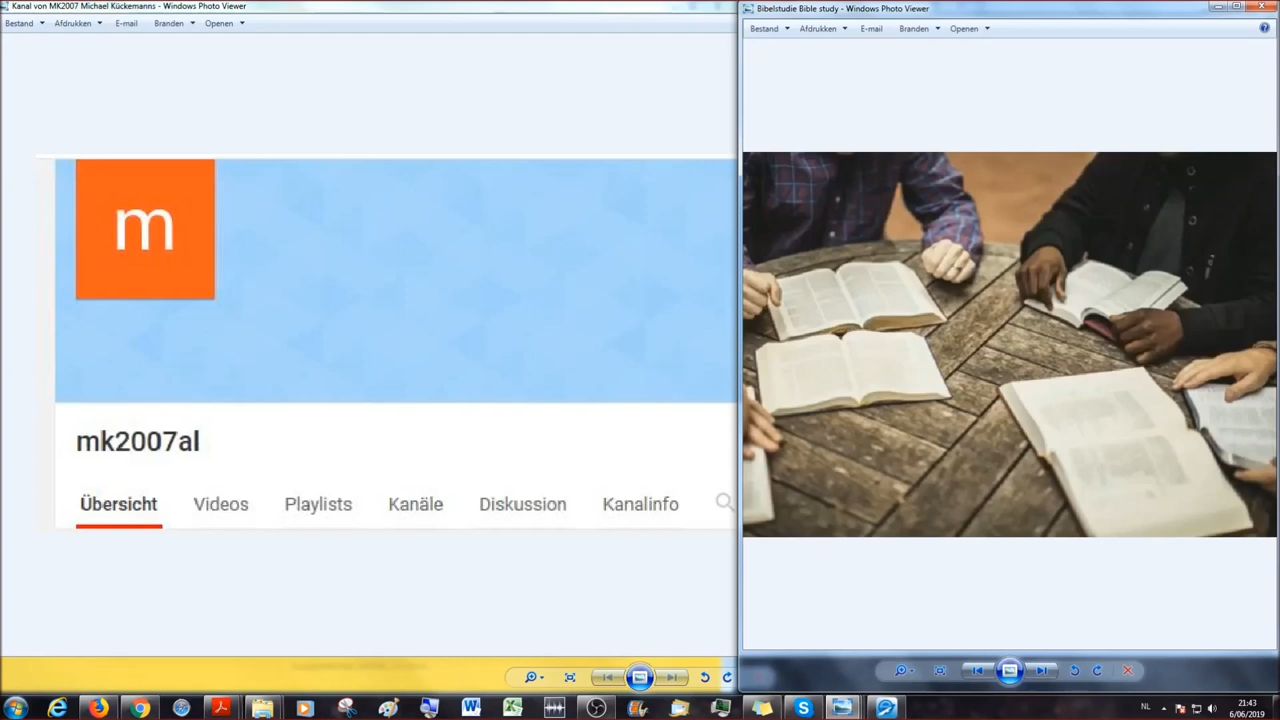 Kanal von MK2007 Michael Kückemanns - Windows Photo Viewer
Bestand Afdrukken E-mail Branden Openen
m
mk2007al
Übersicht Videos Playlists Kanäle Diskussion Kanalinfo
Bibelstudie Bible study - Windows Photo Viewer
Bestand Afdrukken E-mail Branden Openen
NL
21:43
6/06/2019